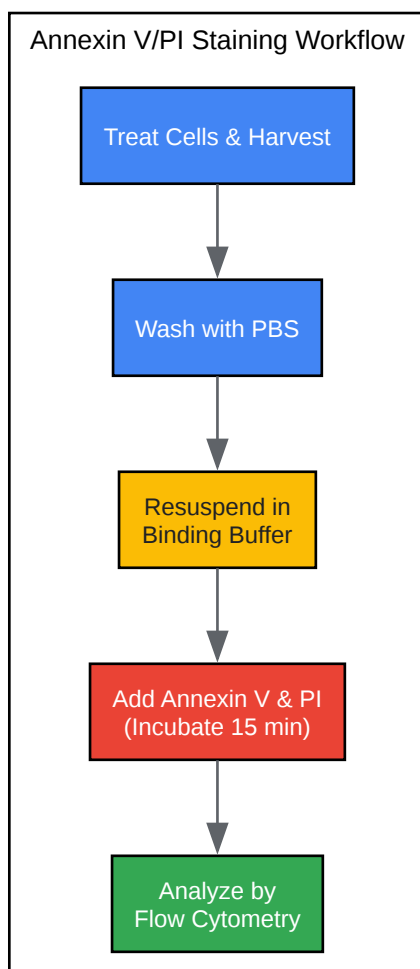 Annexin V/PI Staining Workflow
Treat Cells & Harvest
Wash with PBS
Resuspend in
Binding Buffer
Add Annexin V & PI
(Incubate 15 min)
Analyze by
Flow Cytometry